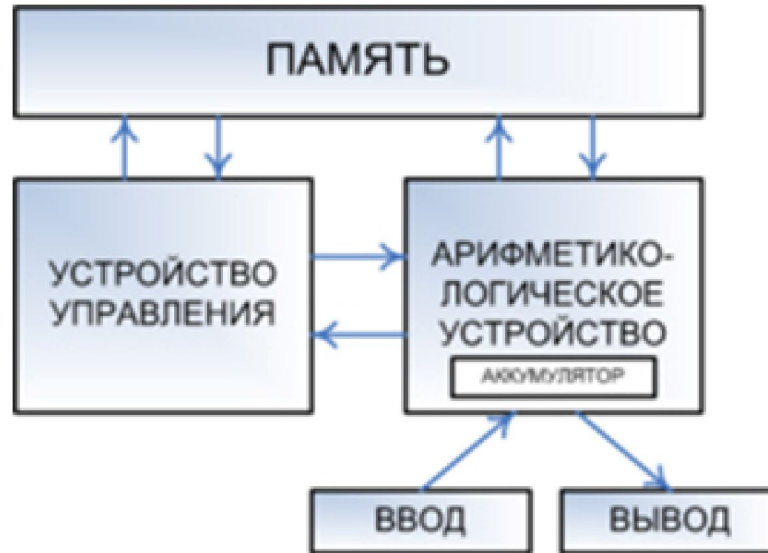 ПАМЯТЬ
УСТРОЙСТВО
УПРАВЛЕНИЯ
АРИФМЕТИКО-
ЛОГИЧЕСКОЕ
УСТРОЙСТВО
АККУМУЛЯТОР
ВВОД
ВЫВОД